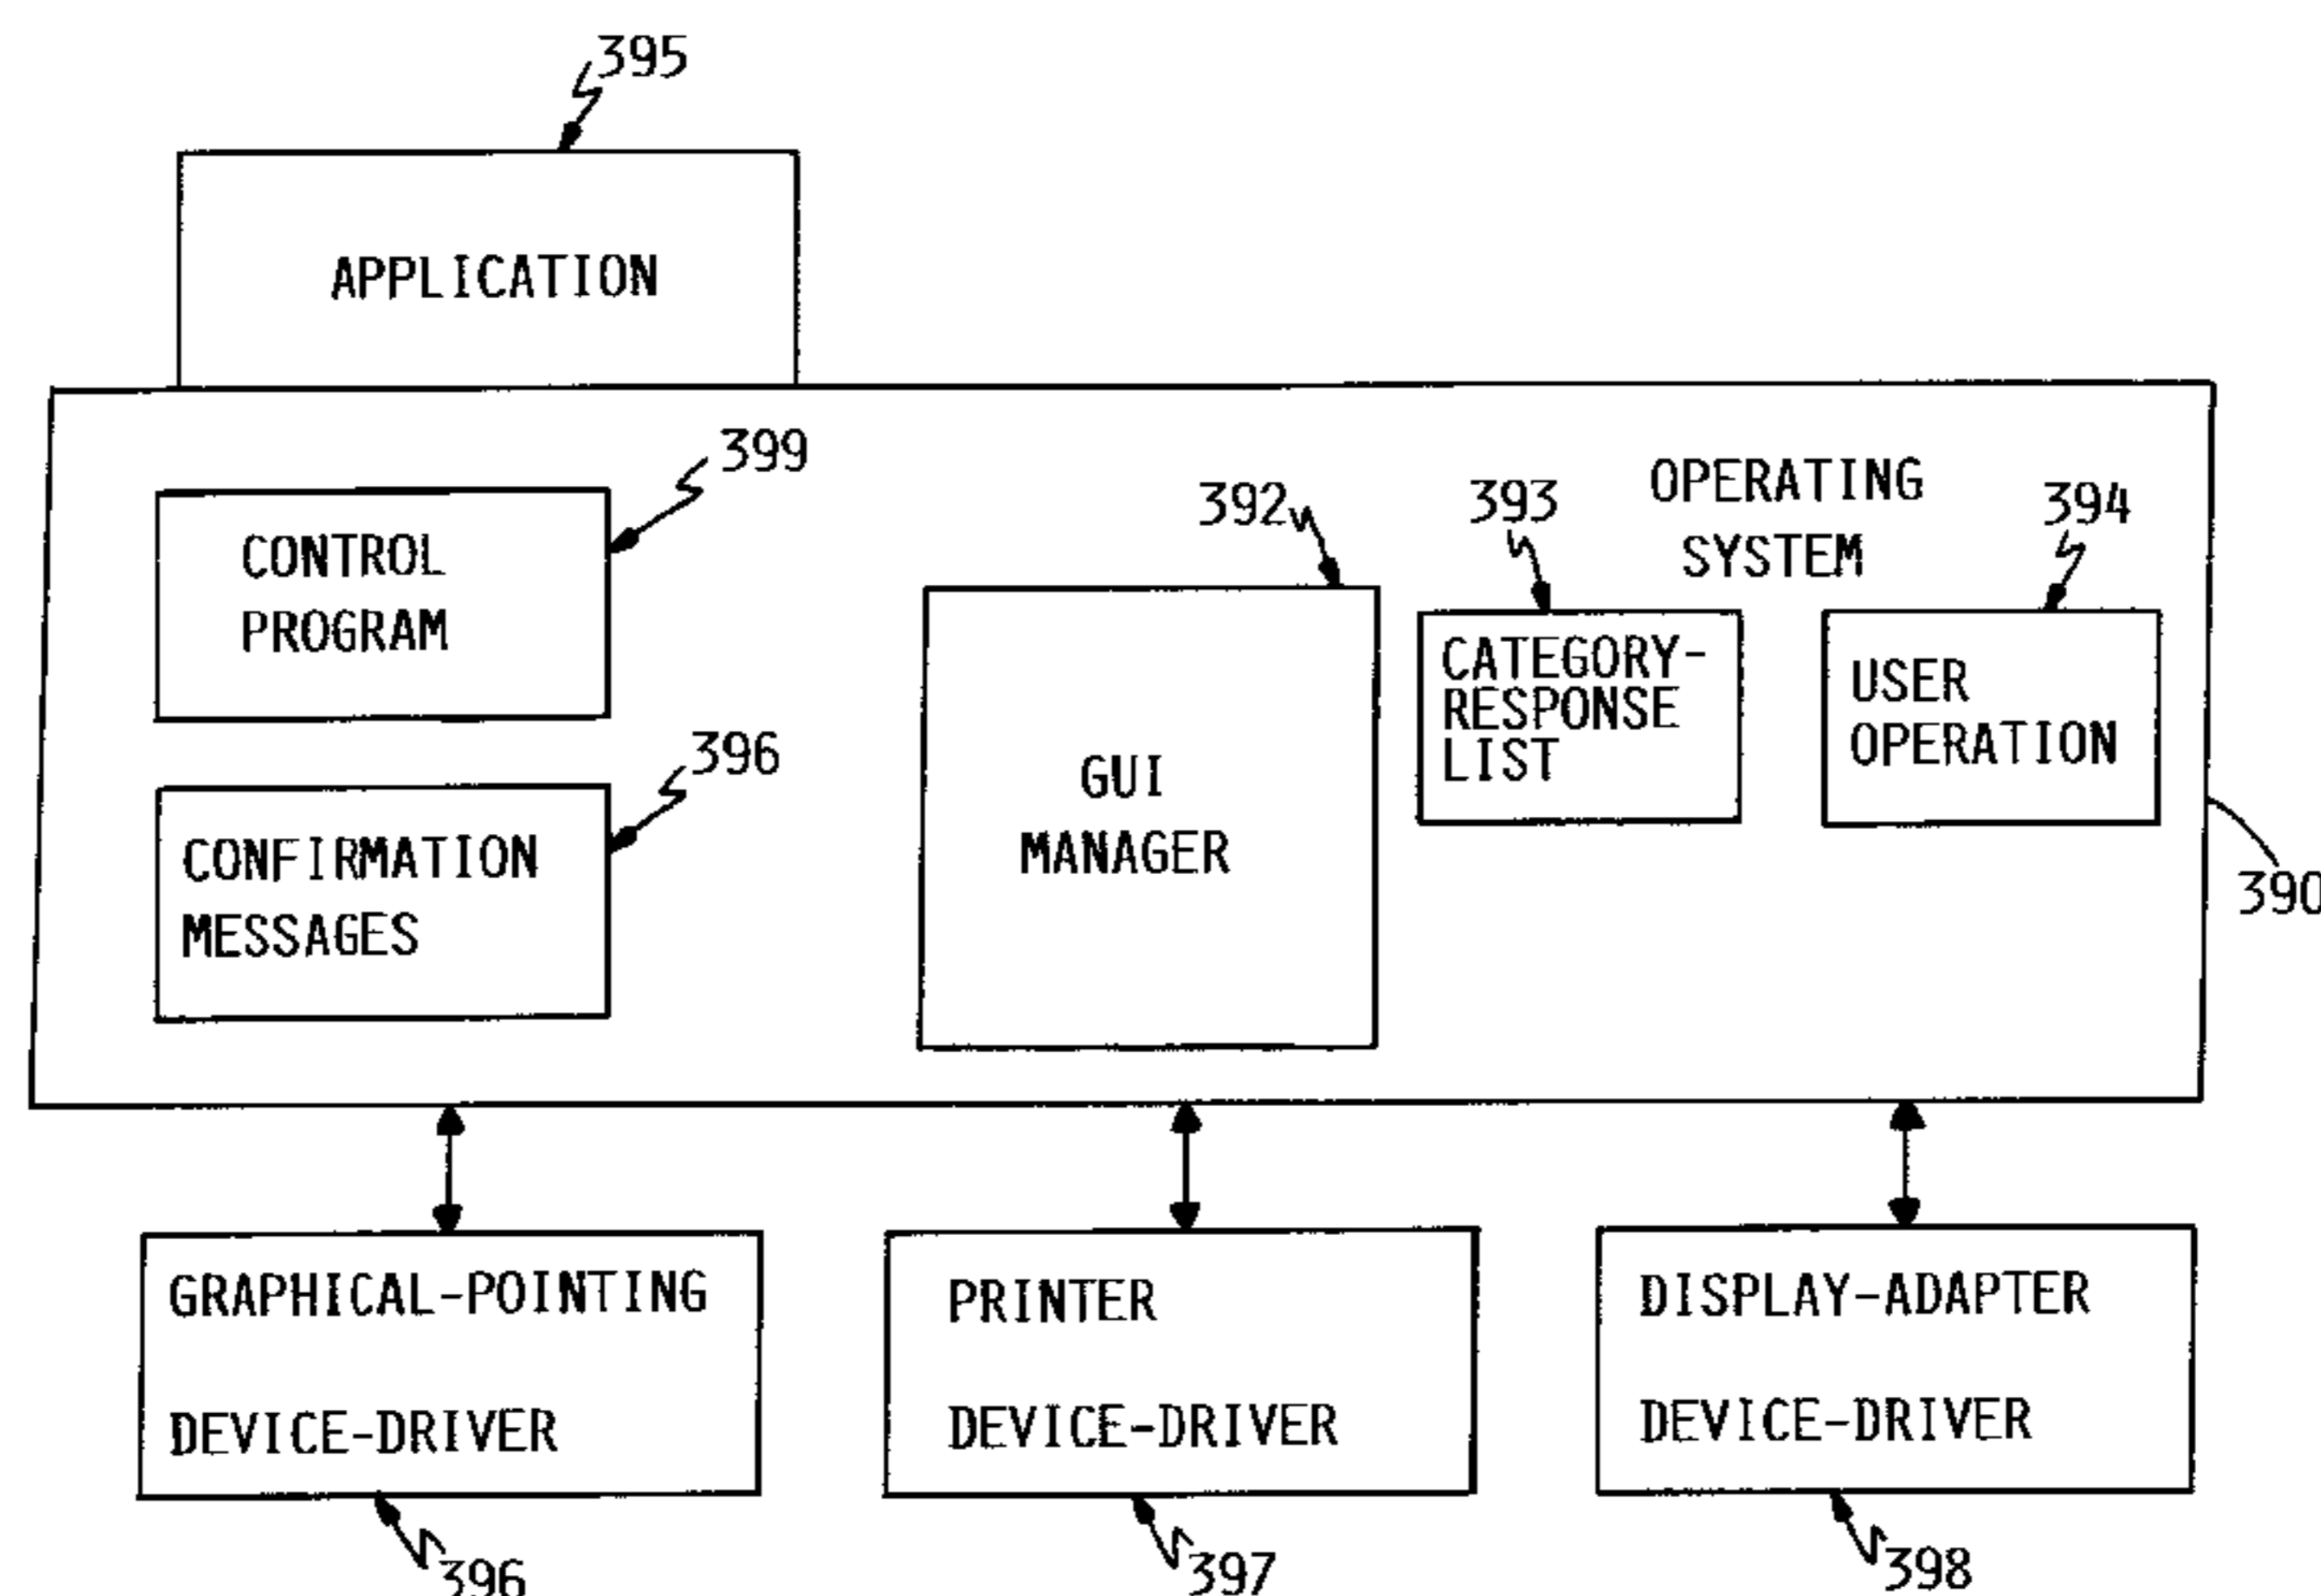 395
APPLICATION
399
CONTROL
PROGRAM
392
393
OPERATING
SYSTEM
394
CATEGORY-
RESPONSE
LIST
USER
OPERATION
396
CONFIRMATION
MESSAGES
GUI
MANAGER
390
GRAPHICAL-POINTING
DEVICE-DRIVER
PRINTER
DEVICE-DRIVER
DISPLAY-ADAPTER
DEVICE-DRIVER
396
397
398